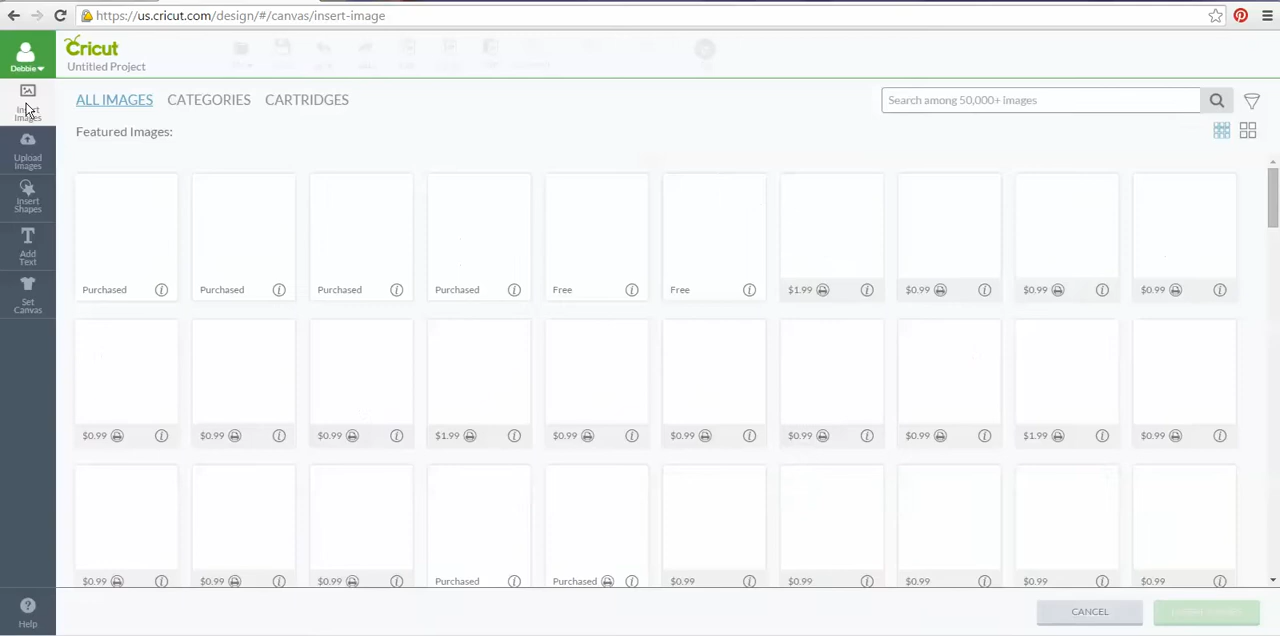 https://us.cricut.com/design/#/canvas/insert-image
Debbie
Cricut
Untitled Project
Insert
Images
Upload
Images
Insert
Shapes
Add
Text
Set
Canvas
Help
ALL IMAGES CATEGORIES CARTRIDGES
Search among 50,000+ images
Featured Images:
Purchased Purchased Purchased Purchased Free Free $1.99 $0.99 $0.99 $0.99
$0.99 $0.99 $0.99 $1.99 $0.99 $0.99 $0.99 $0.99 $1.99 $0.99
$0.99 $0.99 $0.99 Purchased Purchased $0.99 $0.99 $0.99 $0.99 $0.99
CANCEL